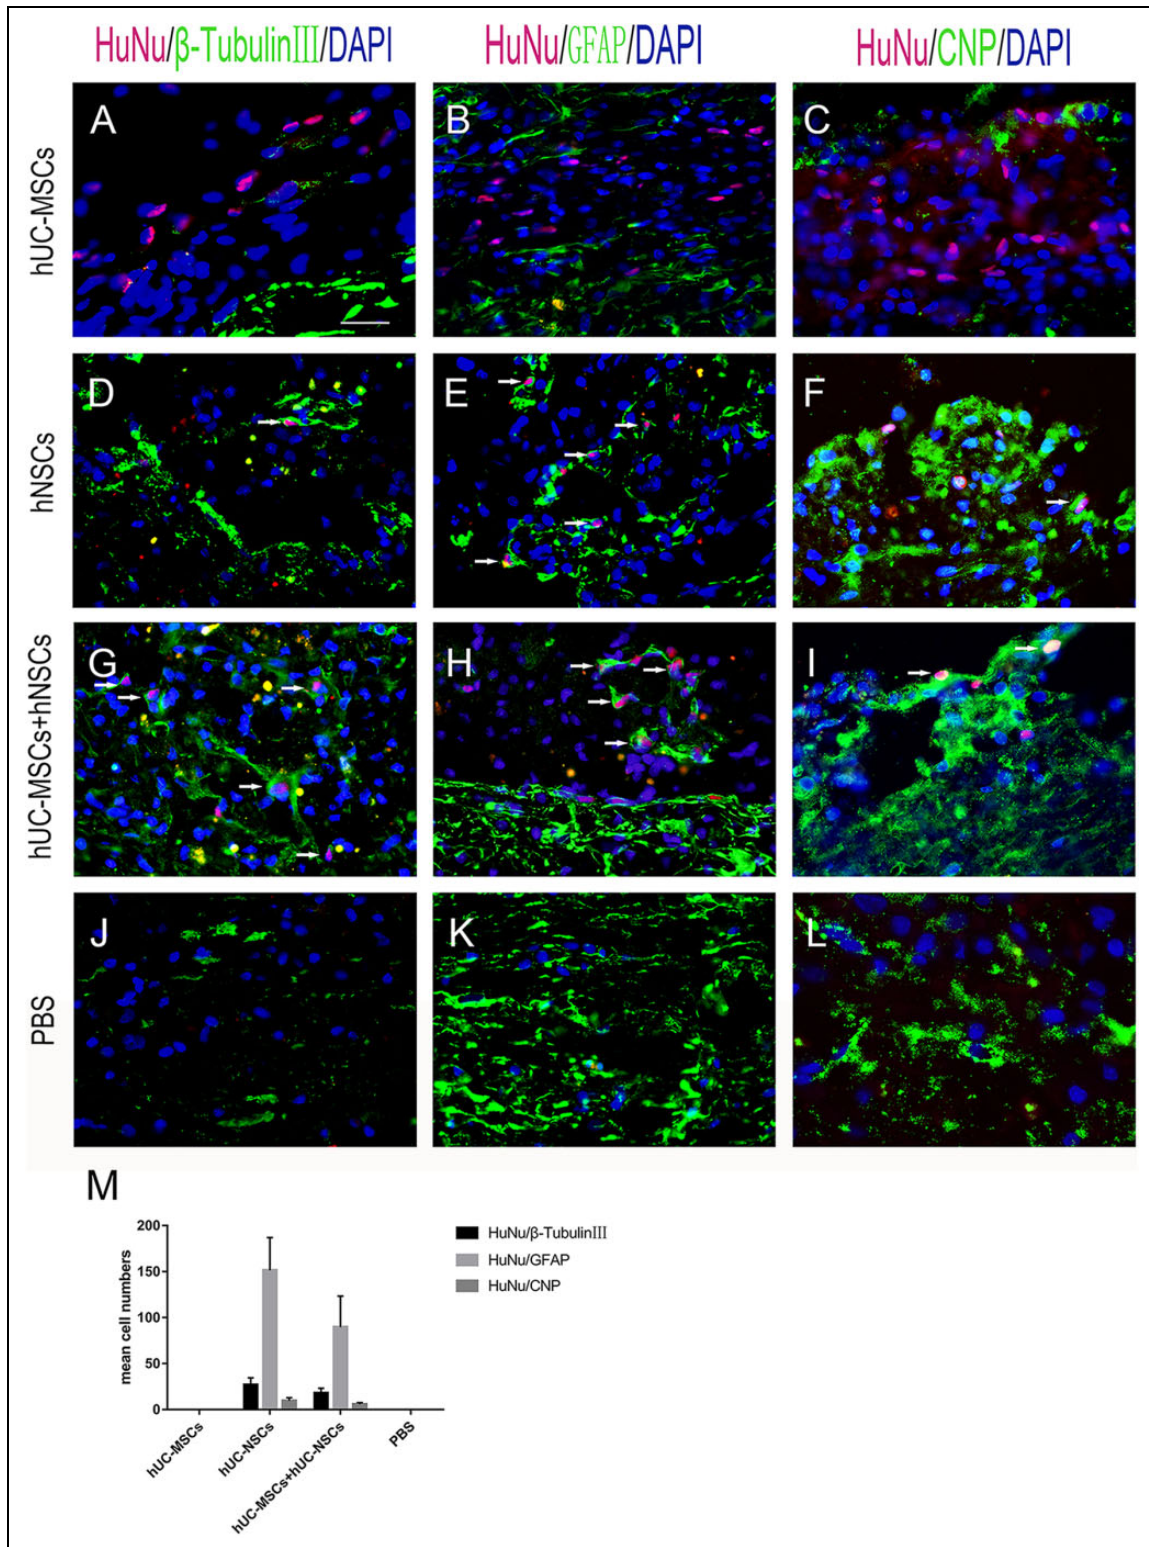 HuNu/β-TubulinIII/DAPI
HuNu/GFAP/DAPI
HuNu/CNP/DAPI
hUC-MSCs
A
B
C
hNSCs
D
E
F
hUC-MSCs+hNSCs
G
H
I
PBS
J
K
L
M
mean cell numbers
200
150
100
50
0
hUC-MSCs
hUC-NSCs
hUC-MSCs+hUC-NSCs
PBS
HuNu/β-TubulinIII
HuNu/GFAP
HuNu/CNP